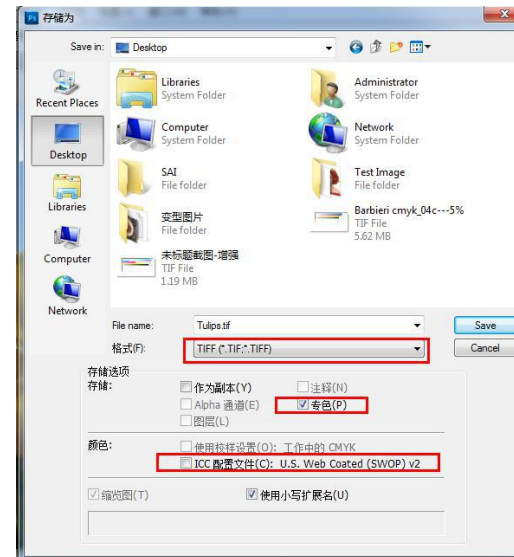 Ps 存储为
Save in: Desktop
Recent Places
Desktop
Libraries
Computer
Network
Libraries
System Folder
Administrator
System Folder
Computer
System Folder
Network
System Folder
SAI
File folder
Test Image
File folder
变型图片
File folder
Barbieri cmyk_04c---5%
TIF File
5.62 MB
未标题截图-增强
TIF File
1.19 MB
File name: Tulips.tif Save
格式(F): TIFF (*.TIF;*.TIFF) Cancel
存储选项
存储: 作为副本(Y) 注释(N)
Alpha 通道(E) 专色(P)
图层(L)
颜色: 使用校样设置(O): 工作中的 CMYK
ICC 配置文件(C): U.S. Web Coated (SWOP) v2
缩览图(T) 使用小写扩展名(U)